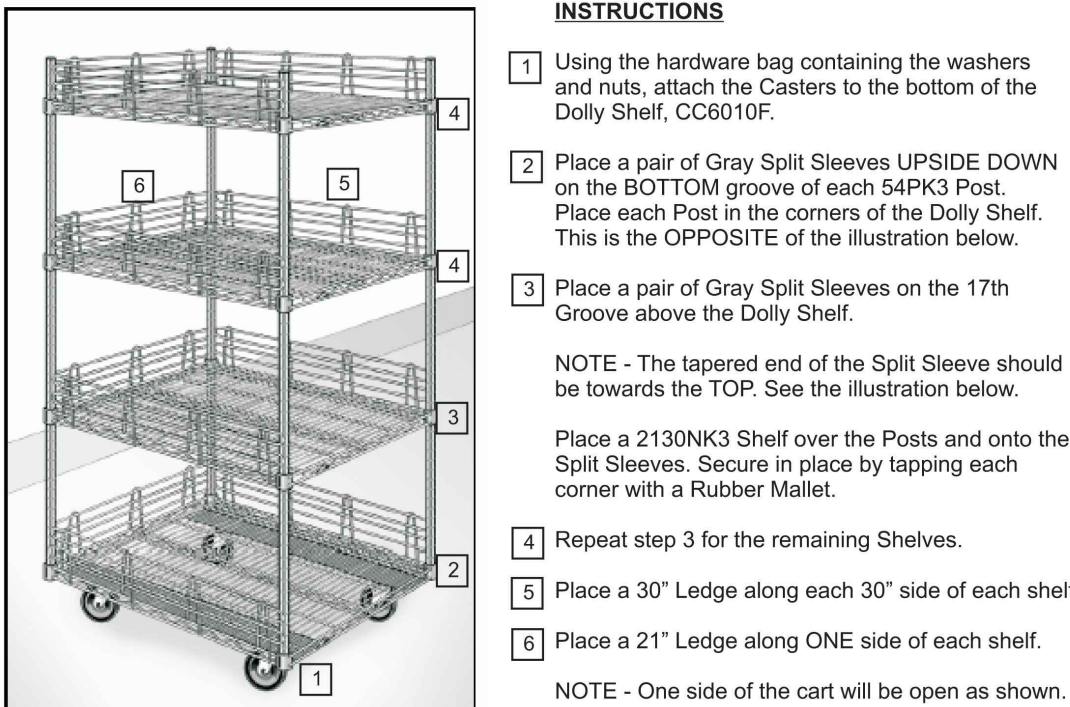 INSTRUCTIONS
1 Using the hardware bag containing the washers
and nuts, attach the Casters to the bottom of the
Dolly Shelf, CC6010F.
2 Place a pair of Gray Split Sleeves UPSIDE DOWN
on the BOTTOM groove of each 54PK3 Post.
Place each Post in the corners of the Dolly Shelf.
This is the OPPOSITE of the illustration below.
3 Place a pair of Gray Split Sleeves on the 17th
Groove above the Dolly Shelf.
NOTE - The tapered end of the Split Sleeve should
be towards the TOP. See the illustration below.
Place a 2130NK3 Shelf over the Posts and onto the
Split Sleeves. Secure in place by tapping each
corner with a Rubber Mallet.
4 Repeat step 3 for the remaining Shelves.
5 Place a 30” Ledge along each 30” side of each shelf
6 Place a 21” Ledge along ONE side of each shelf.
NOTE - One side of the cart will be open as shown.
4
6
5
4
3
2
1